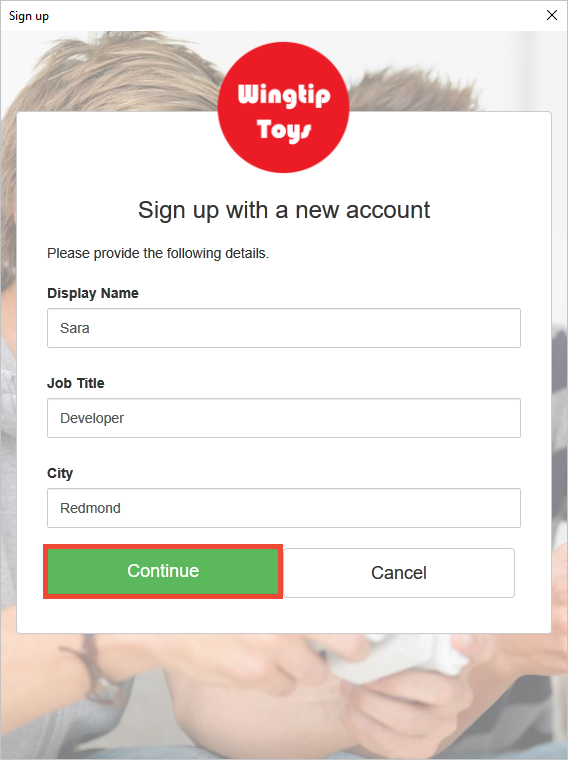 Sign up
Wingtip
Toys
Sign up with a new account
Please provide the following details.
Display Name
Sara
Job Title
Developer
City
Redmond
Continue
Cancel